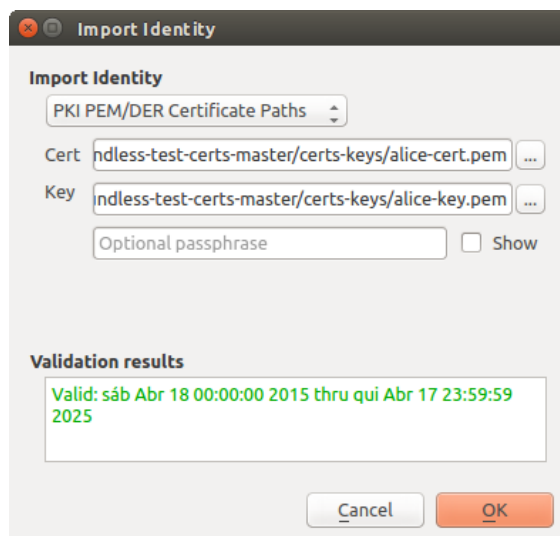 Import Identity
Import Identity
PKI PEM/DER Certificate Paths
Cert ndless-test-certs-master/certs-keys/alice-cert.pem ...
Key ndless-test-certs-master/certs-keys/alice-key.pem ...
Optional passphrase Show
Validation results
Valid: sáb Abr 18 00:00:00 2015 thru qui Abr 17 23:59:59
2025
Cancel OK